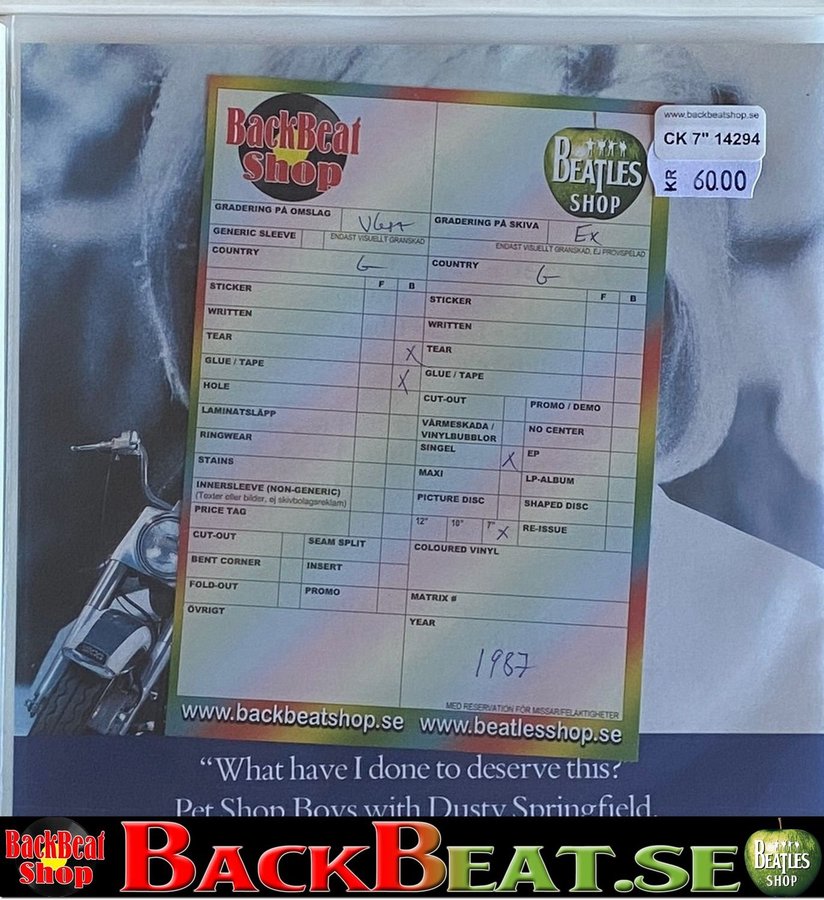 www.backbeatshop.se
CK 7" 14294
KR 60.00
BackBeat
Shop
BEATLES
SHOP
GRADERING PÅ OMSLAG
GRADERING PÅ SKIVA Ex
GENERIC SLEEVE
ENDAST VISUELLT GRANSKAD
ENDAST VISUELLT GRANSKAD, EJ PROVSPELAD
COUNTRY G
COUNTRY G
F B
F B
STICKER
STICKER
WRITTEN
WRITTEN
TEAR X
TEAR
GLUE / TAPE X
GLUE / TAPE
HOLE
CUT-OUT
PROMO / DEMO
LAMINATSLÄPP
VÄRMESKADA /
VINYLBUBBLOR
NO CENTER
RINGWEAR
SINGEL X
EP
STAINS
MAXI
LP-ALBUM
INNERSLEEVE (NON-GENERIC)
(Texter eller bilder, ej skivbolagsreklam)
PICTURE DISC
SHAPED DISC
PRICE TAG
12" 10" 7" X
RE-ISSUE
CUT-OUT
SEAM SPLIT
COLOURED VINYL
BENT CORNER
INSERT
FOLD-OUT
PROMO
MATRIX #
ÖVRIGT
YEAR
1987
MED RESERVATION FÖR MISSAR/FELAKTIGHETER
www.backbeatshop.se www.beatlesshop.se
“What have I done to deserve this?
Pet Shop Boys with Dusty Springfield.
BackBeat
Shop
BACKBEAT.SE
BEATLES
SHOP